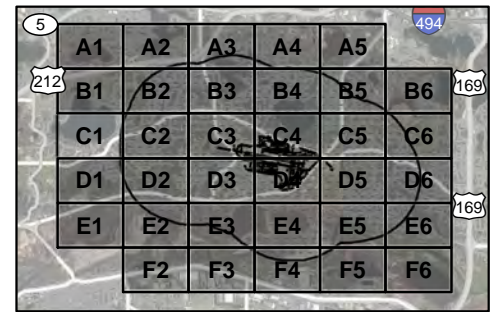 5
494
A1 A2 A3 A4 A5
212
B1 B2 B3 B4 B5 B6
169
C1 C2 C3 C4 C5 C6
D1 D2 D3 D4 D5 D6
169
E1 E2 E3 E4 E5 E6
F2 F3 F4 F5 F6